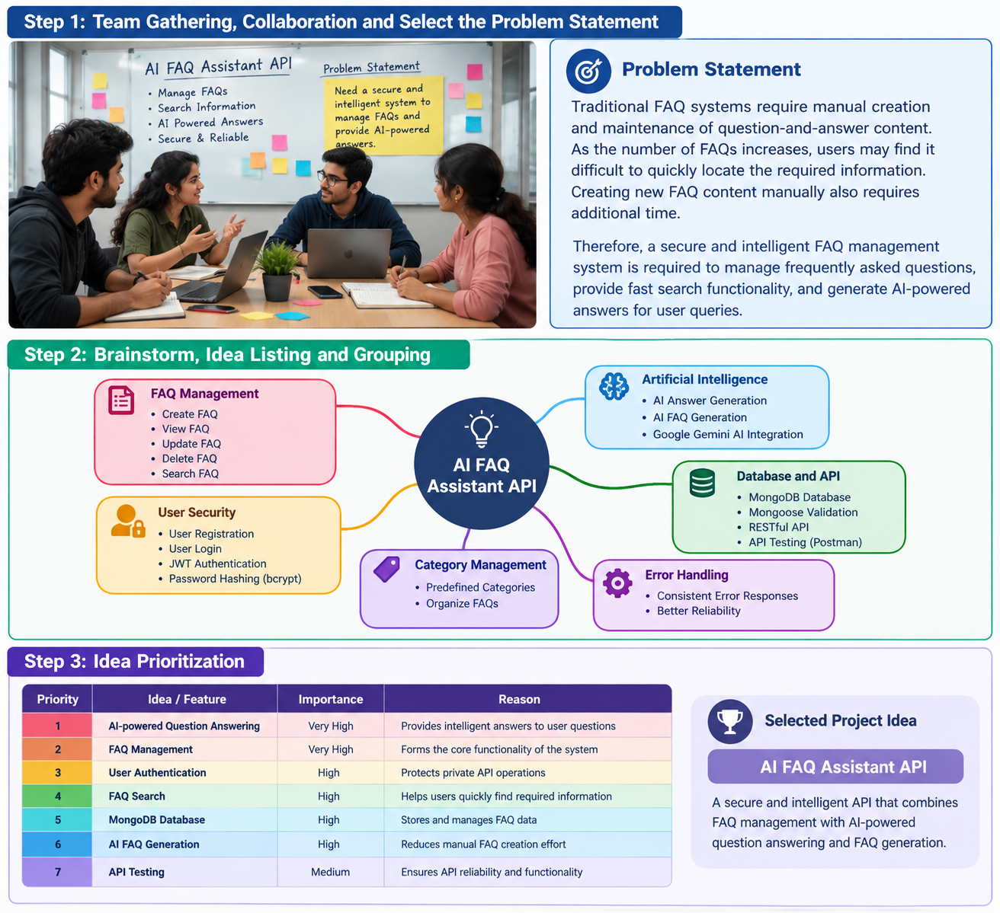 Step 1: Team Gathering, Collaboration and Select the Problem Statement
AI FAQ Assistant API
• Manage FAQs
• Search Information
• AI Powered Answers
• Secure & Reliable
Problem Statement
Need a secure and
intelligent system to
manage FAQs and
provide AI-powered
answers.
Problem Statement
Traditional FAQ systems require manual creation
and maintenance of question-and-answer content.
As the number of FAQs increases, users may find it
difficult to quickly locate the required information.
Creating new FAQ content manually also requires
additional time.
Therefore, a secure and intelligent FAQ management
system is required to manage frequently asked questions,
provide fast search functionality, and generate AI-powered
answers for user queries.
Step 2: Brainstorm, Idea Listing and Grouping
FAQ Management
• Create FAQ
• View FAQ
• Update FAQ
• Delete FAQ
• Search FAQ
User Security
• User Registration
• User Login
• JWT Authentication
• Password Hashing (bcrypt)
AI FAQ
Assistant API
Category Management
• Predefined Categories
• Organize FAQs
Artificial Intelligence
• AI Answer Generation
• AI FAQ Generation
• Google Gemini AI Integration
Database and API
• MongoDB Database
• Mongoose Validation
• RESTful API
• API Testing (Postman)
Error Handling
• Consistent Error Responses
• Better Reliability
Step 3: Idea Prioritization
Priority Idea / Feature Importance Reason
1 AI-powered Question Answering Very High Provides intelligent answers to user questions
2 FAQ Management Very High Forms the core functionality of the system
3 User Authentication High Protects private API operations
4 FAQ Search High Helps users quickly find required information
5 MongoDB Database High Stores and manages FAQ data
6 AI FAQ Generation High Reduces manual FAQ creation effort
7 API Testing Medium Ensures API reliability and functionality
Selected Project Idea
AI FAQ Assistant API
A secure and intelligent API that combines
FAQ management with AI-powered
question answering and FAQ generation.